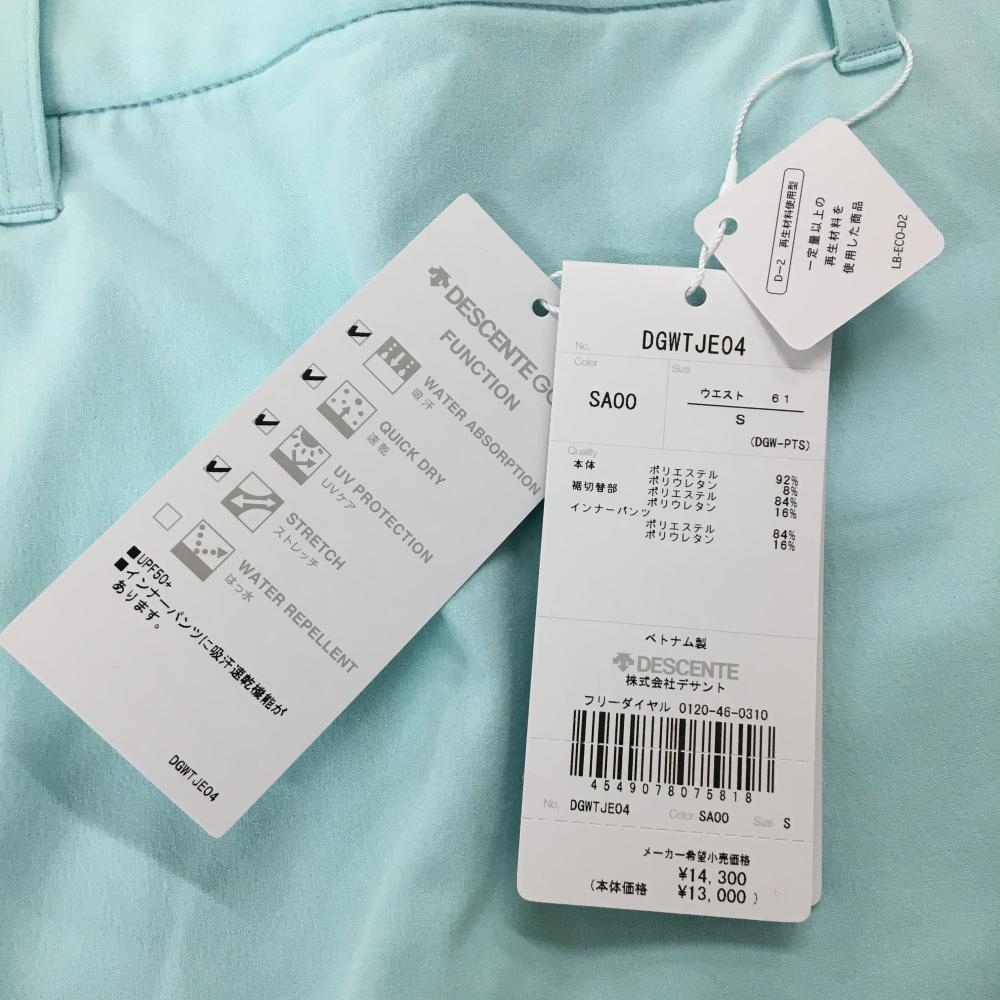 DESCENTE GO
FUNCTION
WATER ABSORPTION
吸汗
QUICK DRY
速乾
UV PROTECTION
UVケア
STRETCH
ストレッチ
WATER REPELLENT
はっ水
■UPF50+
■インナーパンツに吸汗速乾機能が
あります。
DGWTJE04
D-2 再生材料使用型
一定量以上の
再生材料を
使用した商品
LB-ECO-D2
No. DGWTJE04
Color
SA00
Size
ウエスト 61
S
(DGW-PTS)
Quality
本体 ポリエステル 92%
ポリウレタン 8%
裾切替部 ポリエステル 84%
ポリウレタン 16%
インナーパンツ
ポリエステル 84%
ポリウレタン 16%
ベトナム製
DESCENTE
株式会社デサント
フリーダイヤル 0120-46-0310
4549078075818
No. DGWTJE04 Color SA00 Size S
メーカー希望小売価格
¥14,300
(本体価格 ¥13,000)